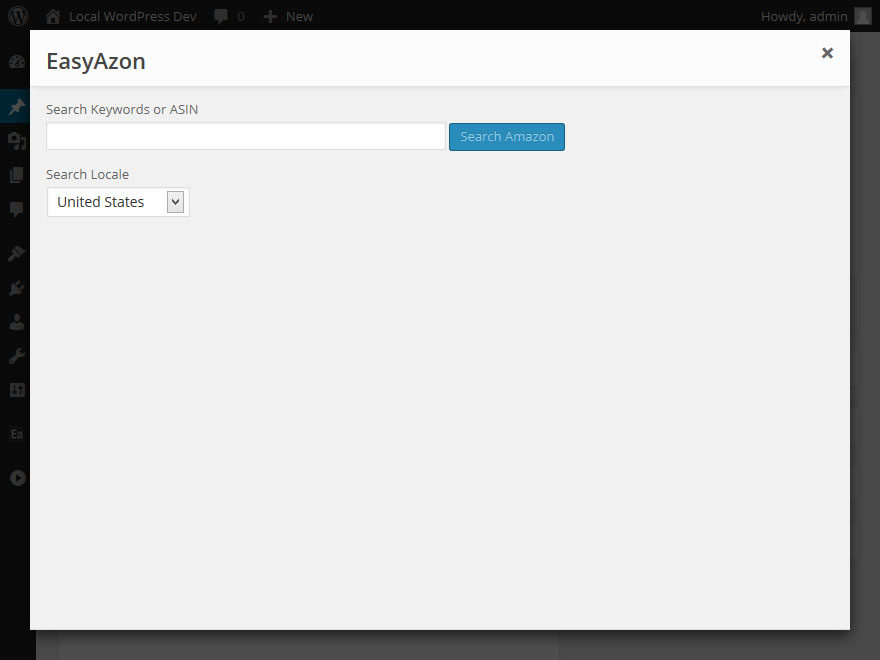 Local WordPress Dev 0 New Howdy, admin
EasyAzon
Search Keywords or ASIN
Search Amazon
Search Locale
United States
Ea